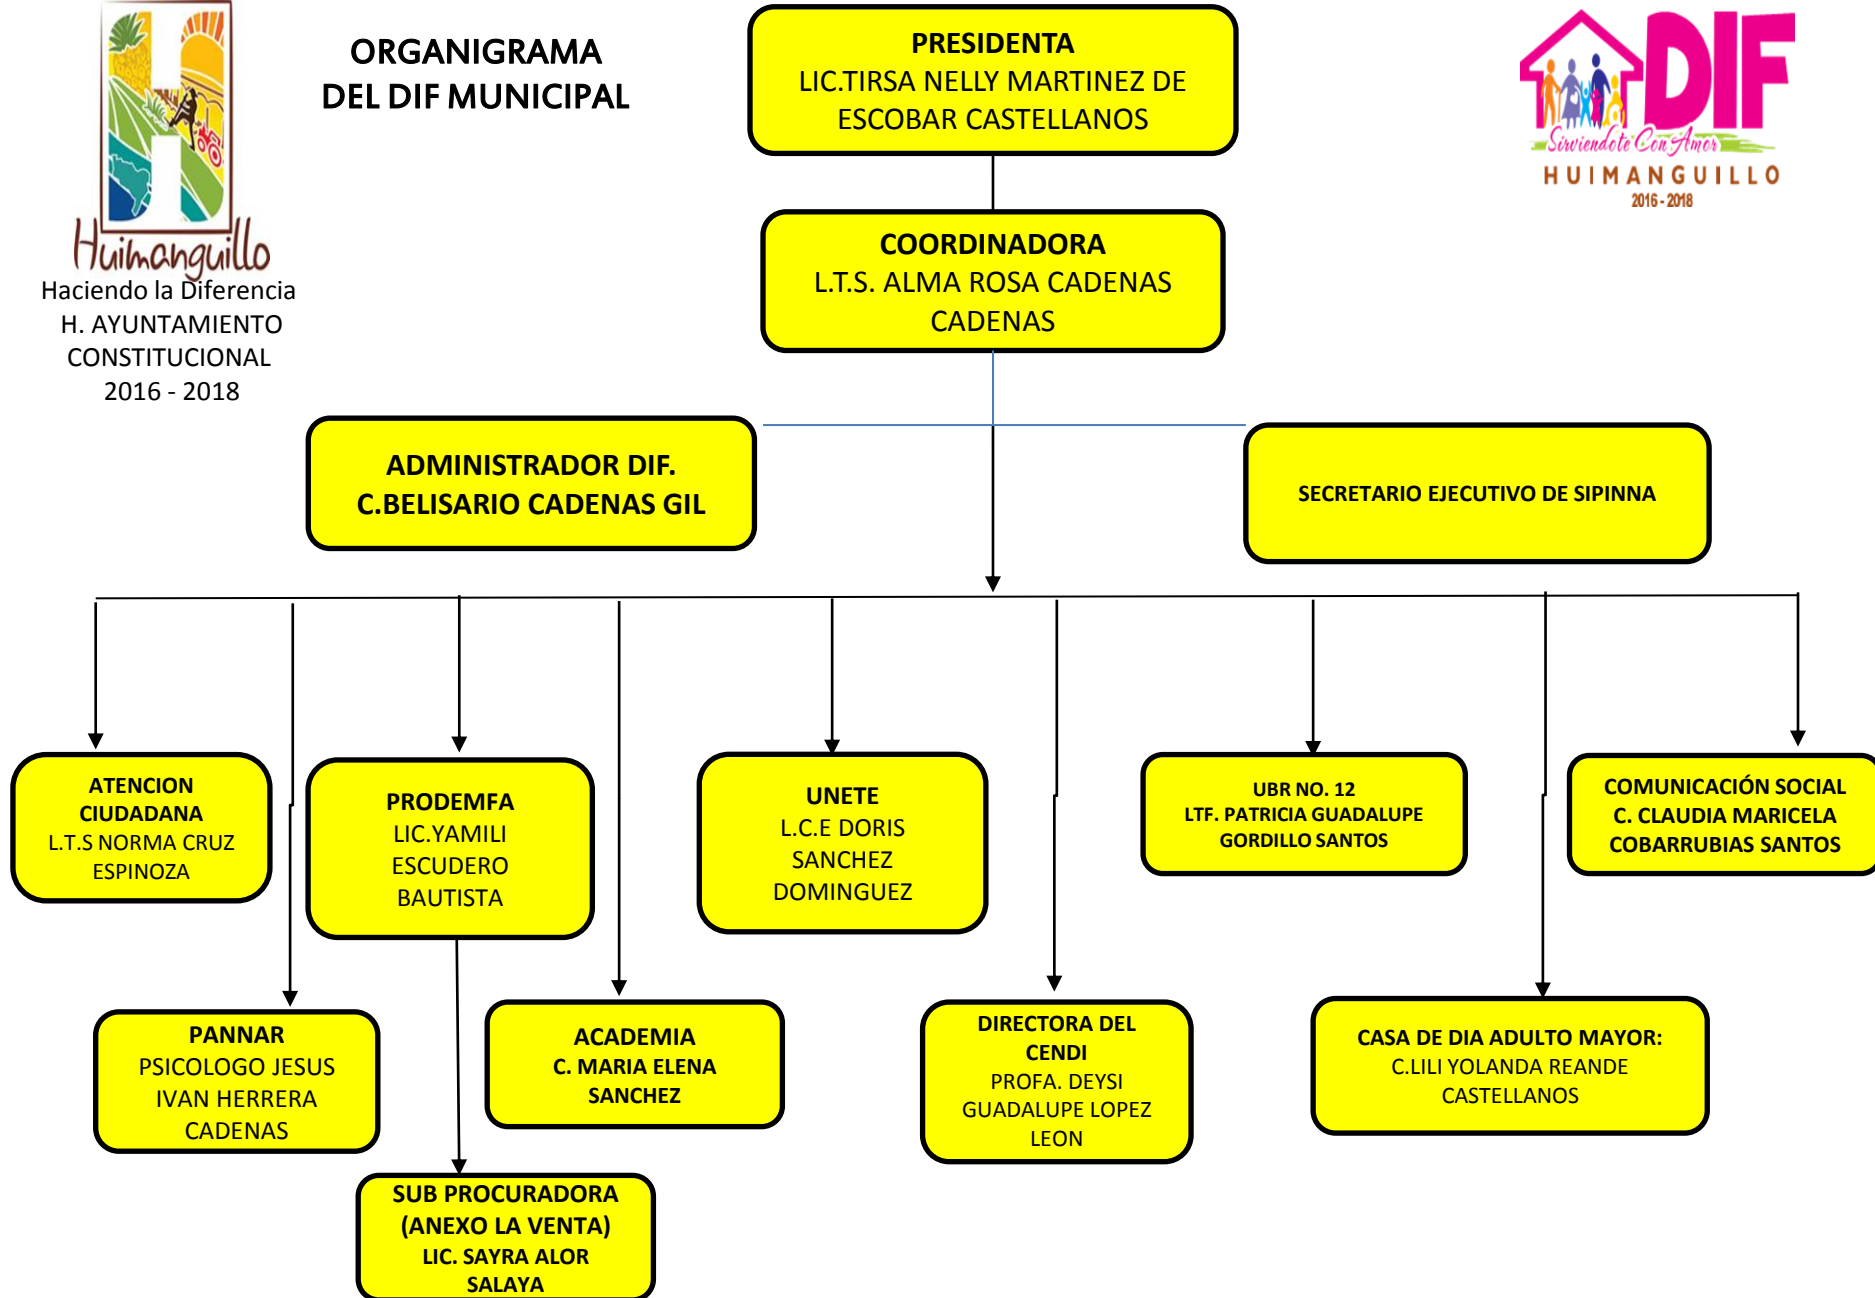 ORGANIGRAMA
DEL DIF MUNICIPAL
Huimanguillo
Haciendo la Diferencia
H. AYUNTAMIENTO
CONSTITUCIONAL
2016 - 2018
PRESIDENTA
LIC.TIRSA NELLY MARTINEZ DE
ESCOBAR CASTELLANOS
DIF
Sirviendote Con Amor
HUIMANGUILLO
2016 - 2018
COORDINADORA
L.T.S. ALMA ROSA CADENAS
CADENAS
ADMINISTRADOR DIF.
C.BELISARIO CADENAS GIL
SECRETARIO EJECUTIVO DE SIPINNA
ATENCION
CIUDADANA
L.T.S NORMA CRUZ
ESPINOZA
PRODEMFA
LIC.YAMILI
ESCUDERO
BAUTISTA
UNETE
L.C.E DORIS
SANCHEZ
DOMINGUEZ
UBR NO. 12
LTF. PATRICIA GUADALUPE
GORDILLO SANTOS
COMUNICACIÓN SOCIAL
C. CLAUDIA MARICELA
COBARRUBIAS SANTOS
PANNAR
PSICOLOGO JESUS
IVAN HERRERA
CADENAS
ACADEMIA
C. MARIA ELENA
SANCHEZ
DIRECTORA DEL
CENDI
PROFA. DEYSI
GUADALUPE LOPEZ
LEON
CASA DE DIA ADULTO MAYOR:
C.LILI YOLANDA REANDE
CASTELLANOS
SUB PROCURADORA
(ANEXO LA VENTA)
LIC. SAYRA ALOR
SALAYA